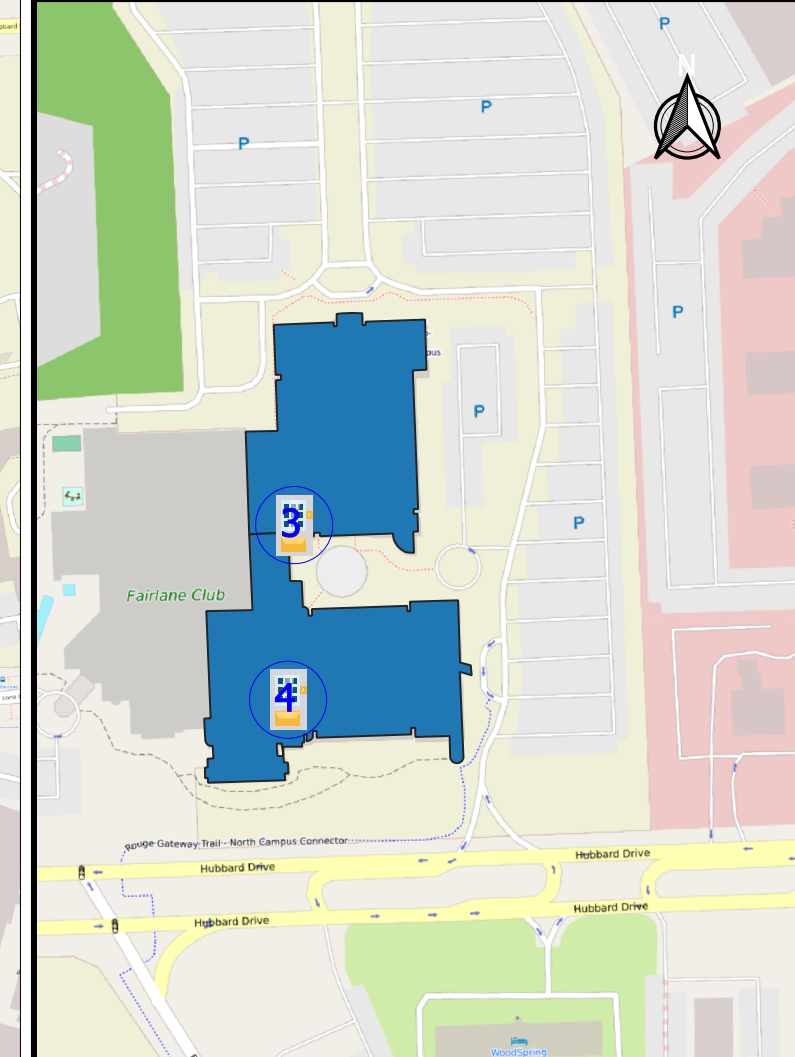 P
N
P
P
P
P
P
3
Fairlane Club
4
Rouge Gateway Trail - North Campus Connector
Hubbard Drive
Hubbard Drive
Hubbard Drive
Hubbard Drive
WoodSpring